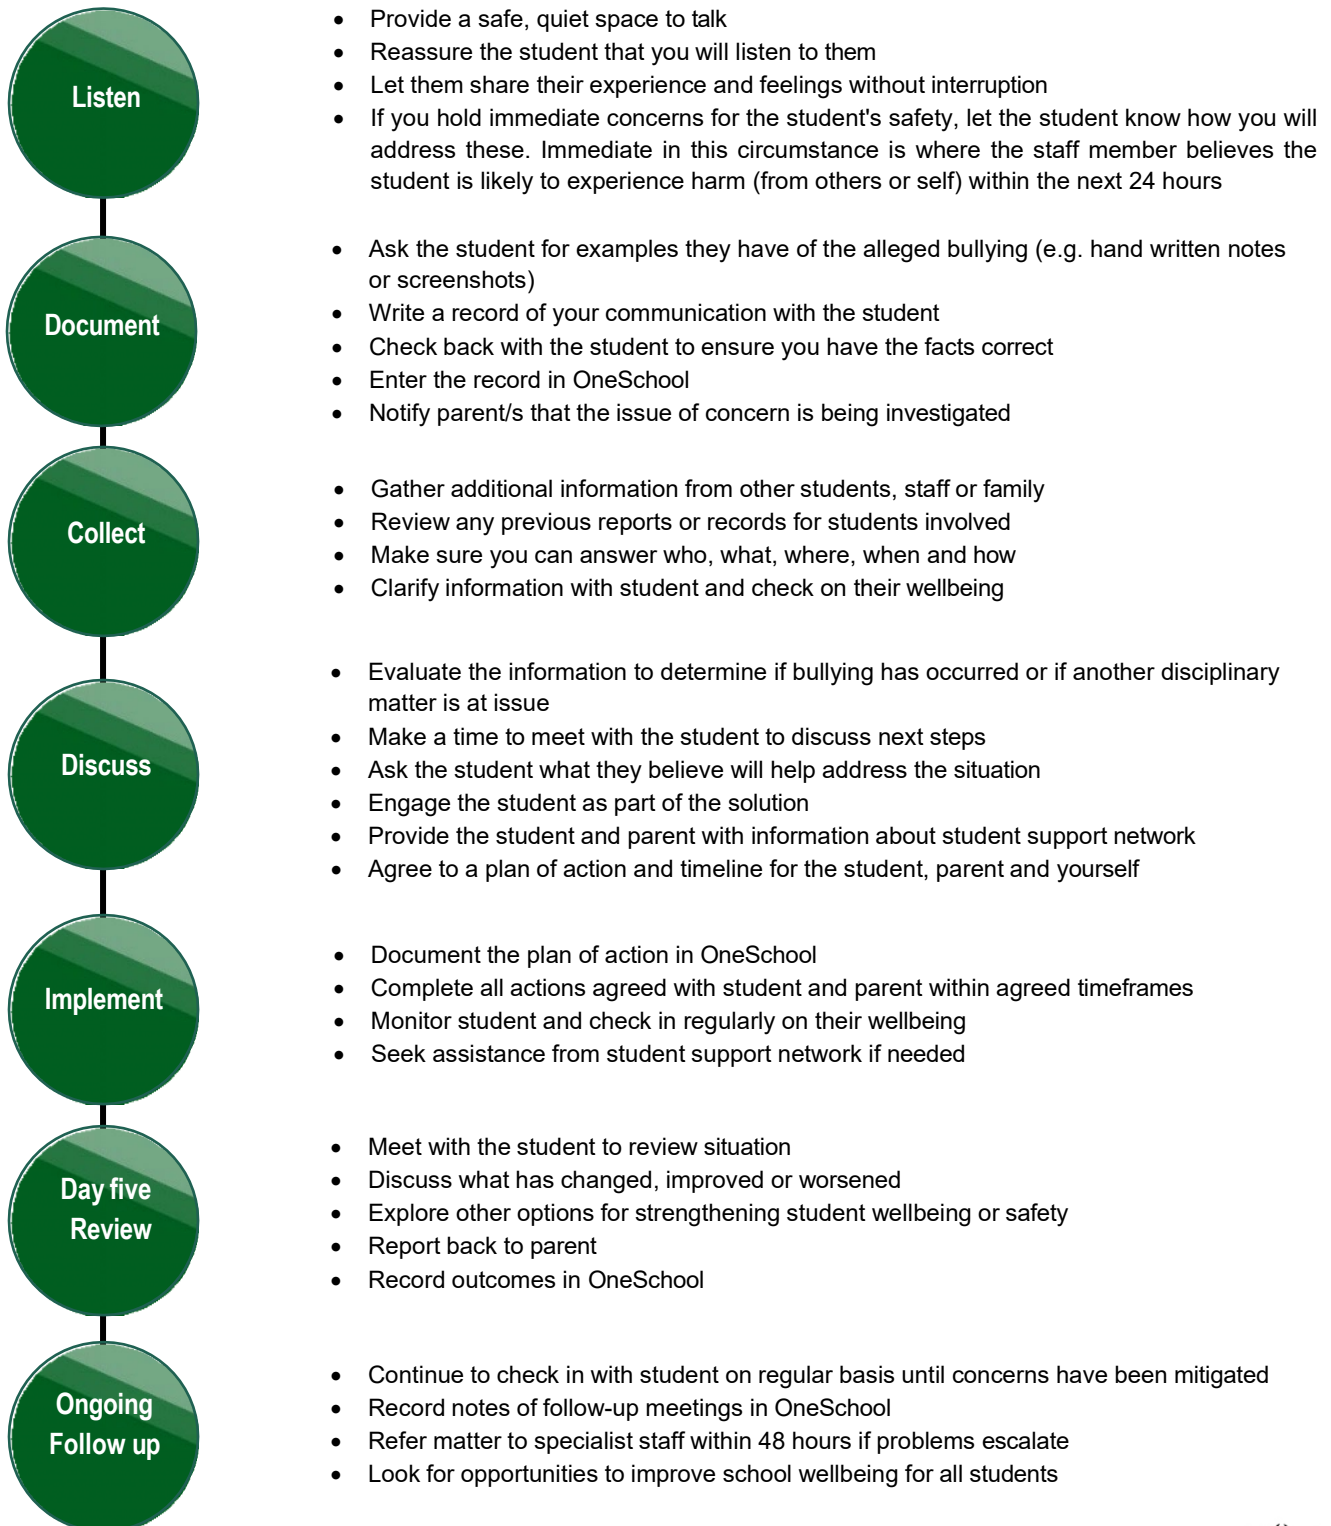 Listen
• Provide a safe, quiet space to talk
• Reassure the student that you will listen to them
• Let them share their experience and feelings without interruption
• If you hold immediate concerns for the student's safety, let the student know how you will
address these. Immediate in this circumstance is where the staff member believes the
student is likely to experience harm (from others or self) within the next 24 hours
Document
• Ask the student for examples they have of the alleged bullying (e.g. hand written notes
or screenshots)
• Write a record of your communication with the student
• Check back with the student to ensure you have the facts correct
• Enter the record in OneSchool
• Notify parent/s that the issue of concern is being investigated
Collect
• Gather additional information from other students, staff or family
• Review any previous reports or records for students involved
• Make sure you can answer who, what, where, when and how
• Clarify information with student and check on their wellbeing
Discuss
• Evaluate the information to determine if bullying has occurred or if another disciplinary
matter is at issue
• Make a time to meet with the student to discuss next steps
• Ask the student what they believe will help address the situation
• Engage the student as part of the solution
• Provide the student and parent with information about student support network
• Agree to a plan of action and timeline for the student, parent and yourself
Implement
• Document the plan of action in OneSchool
• Complete all actions agreed with student and parent within agreed timeframes
• Monitor student and check in regularly on their wellbeing
• Seek assistance from student support network if needed
Day five
Review
• Meet with the student to review situation
• Discuss what has changed, improved or worsened
• Explore other options for strengthening student wellbeing or safety
• Report back to parent
• Record outcomes in OneSchool
Ongoing
Follow up
• Continue to check in with student on regular basis until concerns have been mitigated
• Record notes of follow-up meetings in OneSchool
• Refer matter to specialist staff within 48 hours if problems escalate
• Look for opportunities to improve school wellbeing for all students